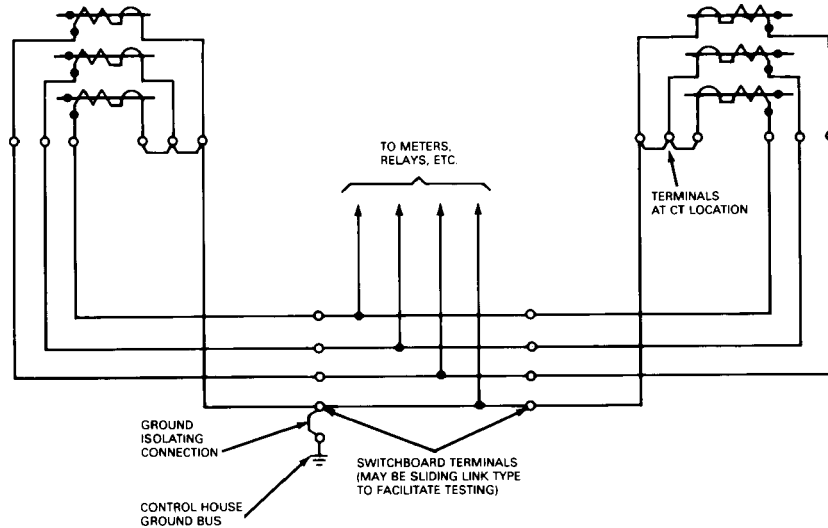 TO METERS,
RELAYS, ETC.
TERMINALS
AT CT LOCATION
GROUND
ISOLATING
CONNECTION
SWITCHBOARD TERMINALS
(MAY BE SLIDING LINK TYPE
TO FACILITATE TESTING)
CONTROL HOUSE
GROUND BUS